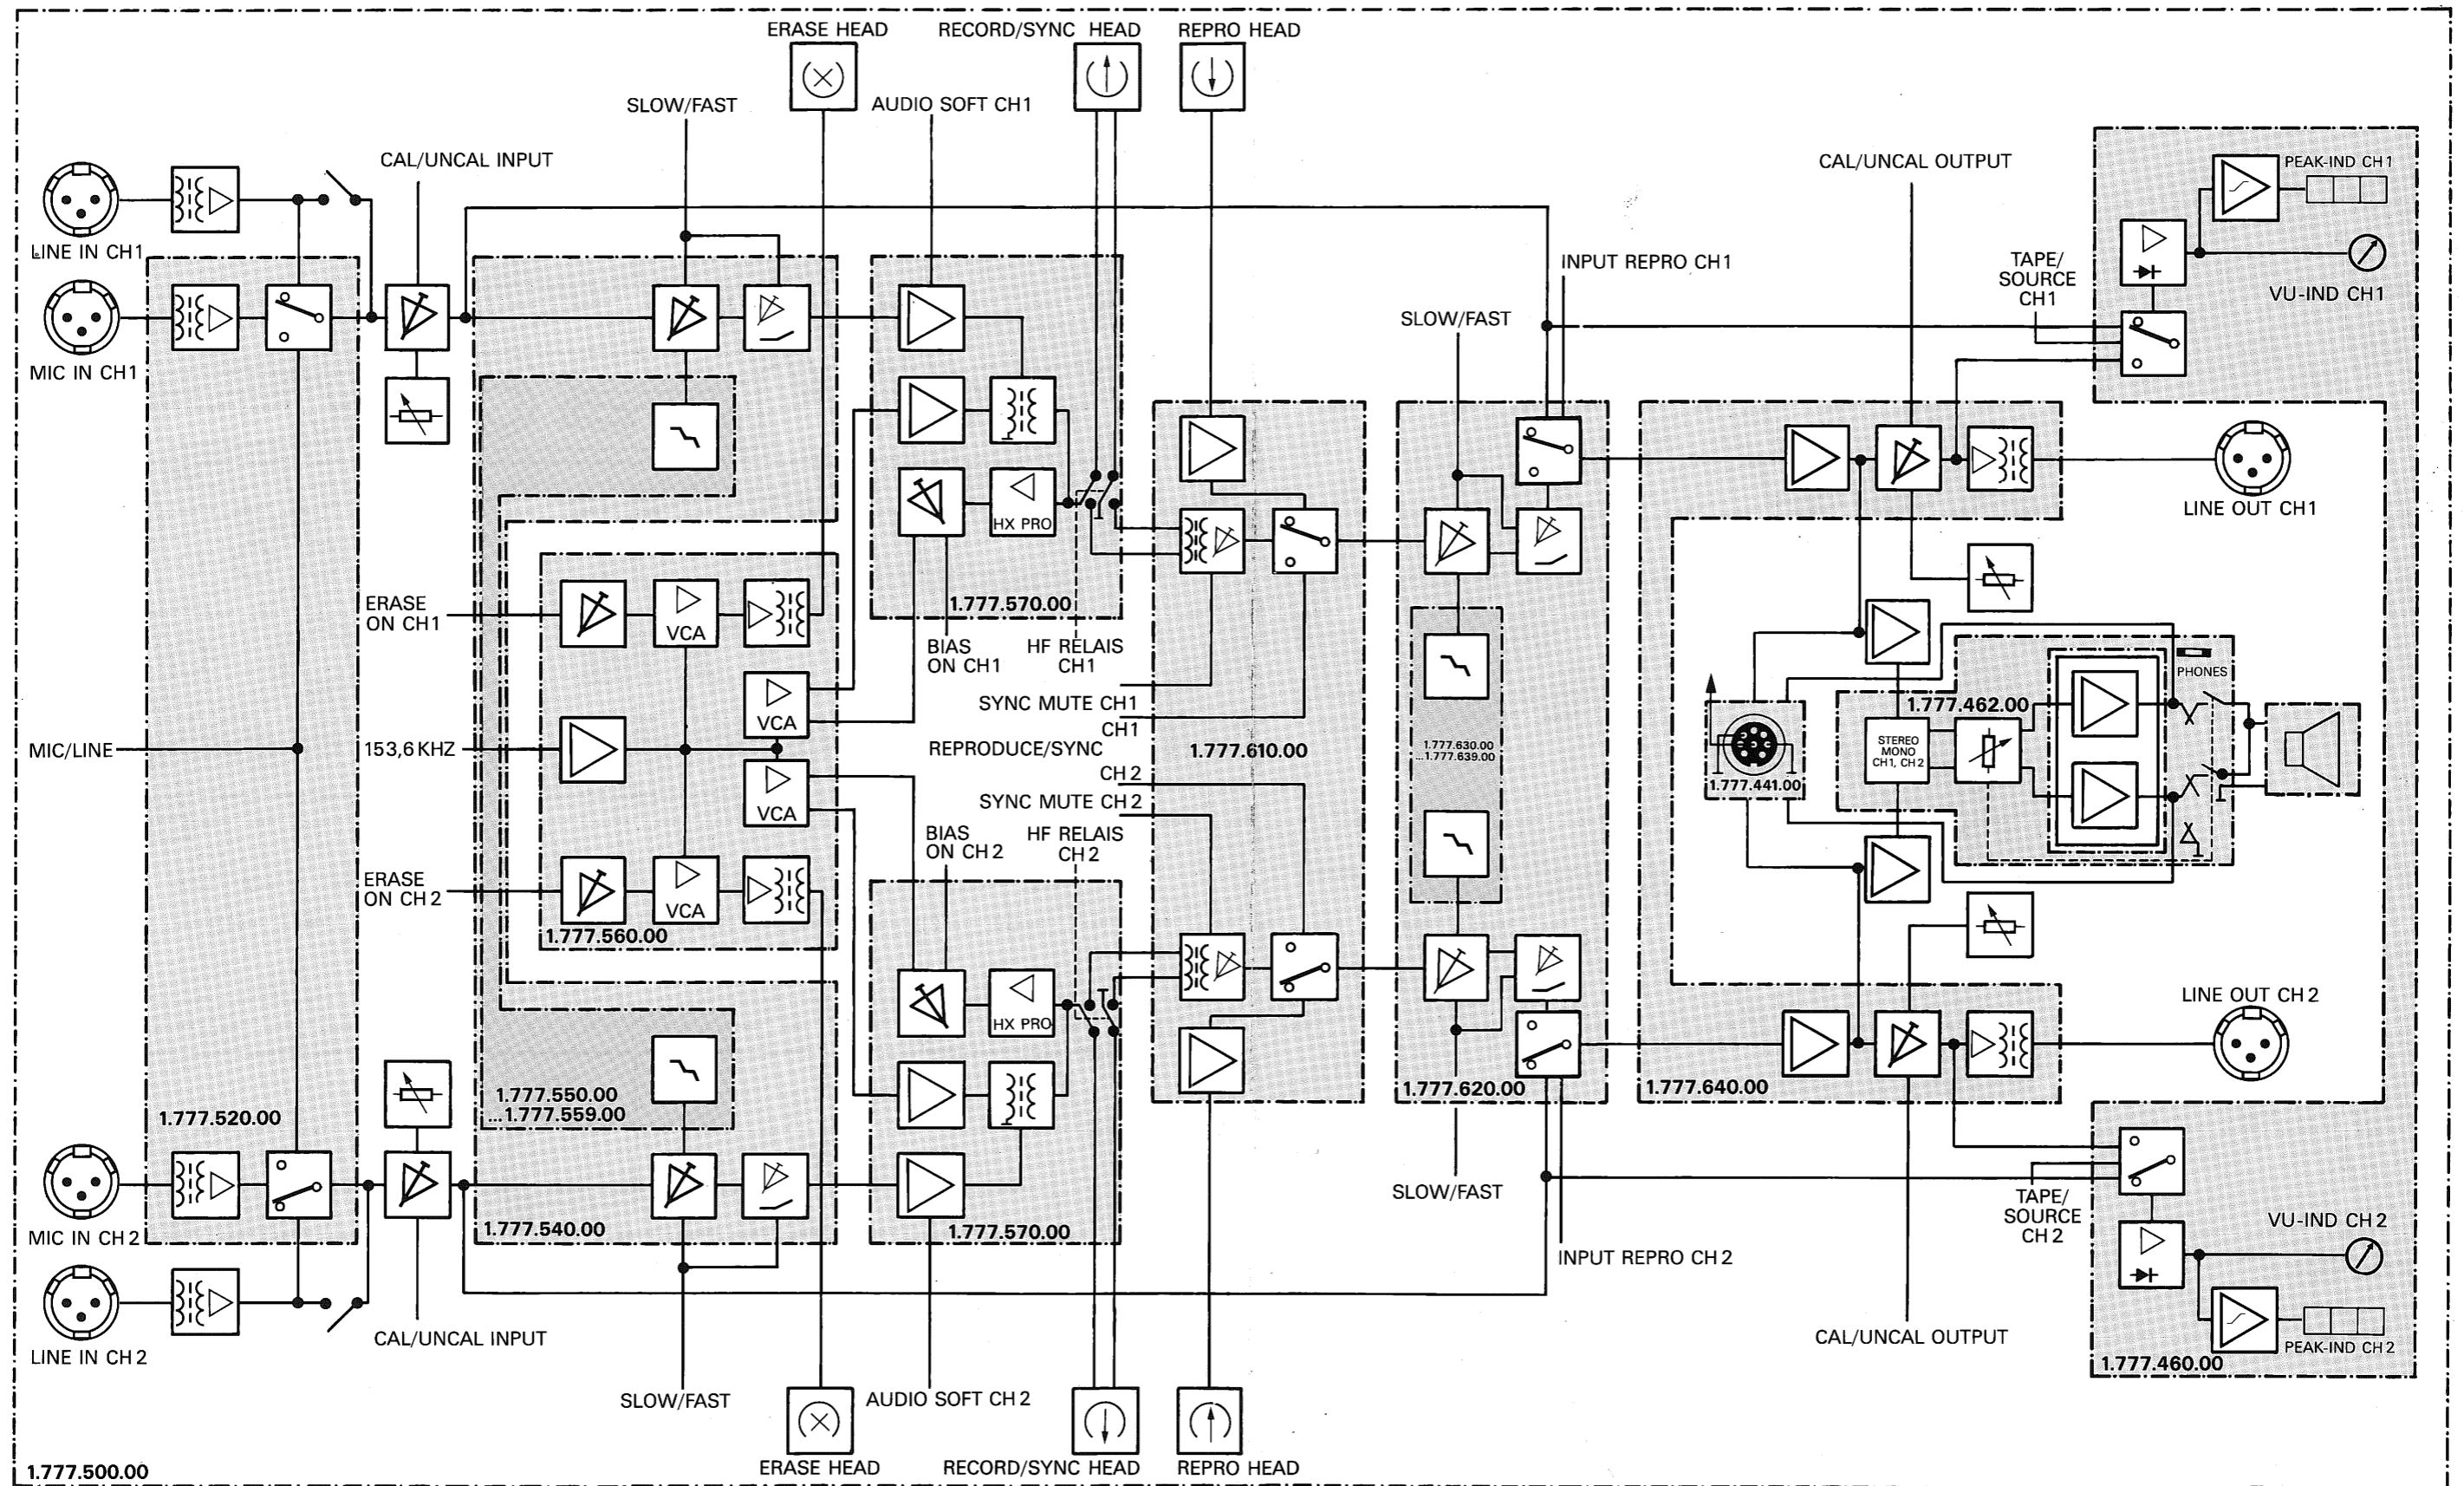 ERASE HEAD
RECORD/SYNC HEAD
REPRO HEAD
SLOW/FAST
AUDIO SOFT CH1
CAL/UNCAL INPUT
CAL/UNCAL OUTPUT
PEAK-IND CH1
LINE IN CH1
INPUT REPRO CH1
TAPE/
SOURCE
CH1
VU-IND CH1
SLOW/FAST
MIC IN CH1
HX PRO
LINE OUT CH1
ERASE
ON CH1
VCA
1.777.570.00
BIAS
ON CH1
HF RELAIS
CH1
SYNC MUTE CH1
CH1
REPRODUCE/SYNC
CH2
SYNC MUTE CH2
VCA
VCA
MIC/LINE
153,6 KHZ
1.777.610.00
1.777.630.00
...1.777.639.00
PHONES
1.777.462.00
STEREO
MONO
CH1, CH2
1.777.441.00
BIAS
ON CH2
HF RELAIS
CH2
ERASE
ON CH2
VCA
1.777.560.00
HX PRO
LINE OUT CH2
1.777.550.00
...1.777.559.00
1.777.520.00
1.777.620.00
1.777.640.00
MIC IN CH2
1.777.540.00
1.777.570.00
SLOW/FAST
TAPE/
SOURCE
CH2
VU-IND CH2
INPUT REPRO CH2
LINE IN CH2
CAL/UNCAL INPUT
CAL/UNCAL OUTPUT
PEAK-IND CH2
1.777.460.00
SLOW/FAST
AUDIO SOFT CH2
ERASE HEAD
RECORD/SYNC HEAD
REPRO HEAD
1.777.500.00